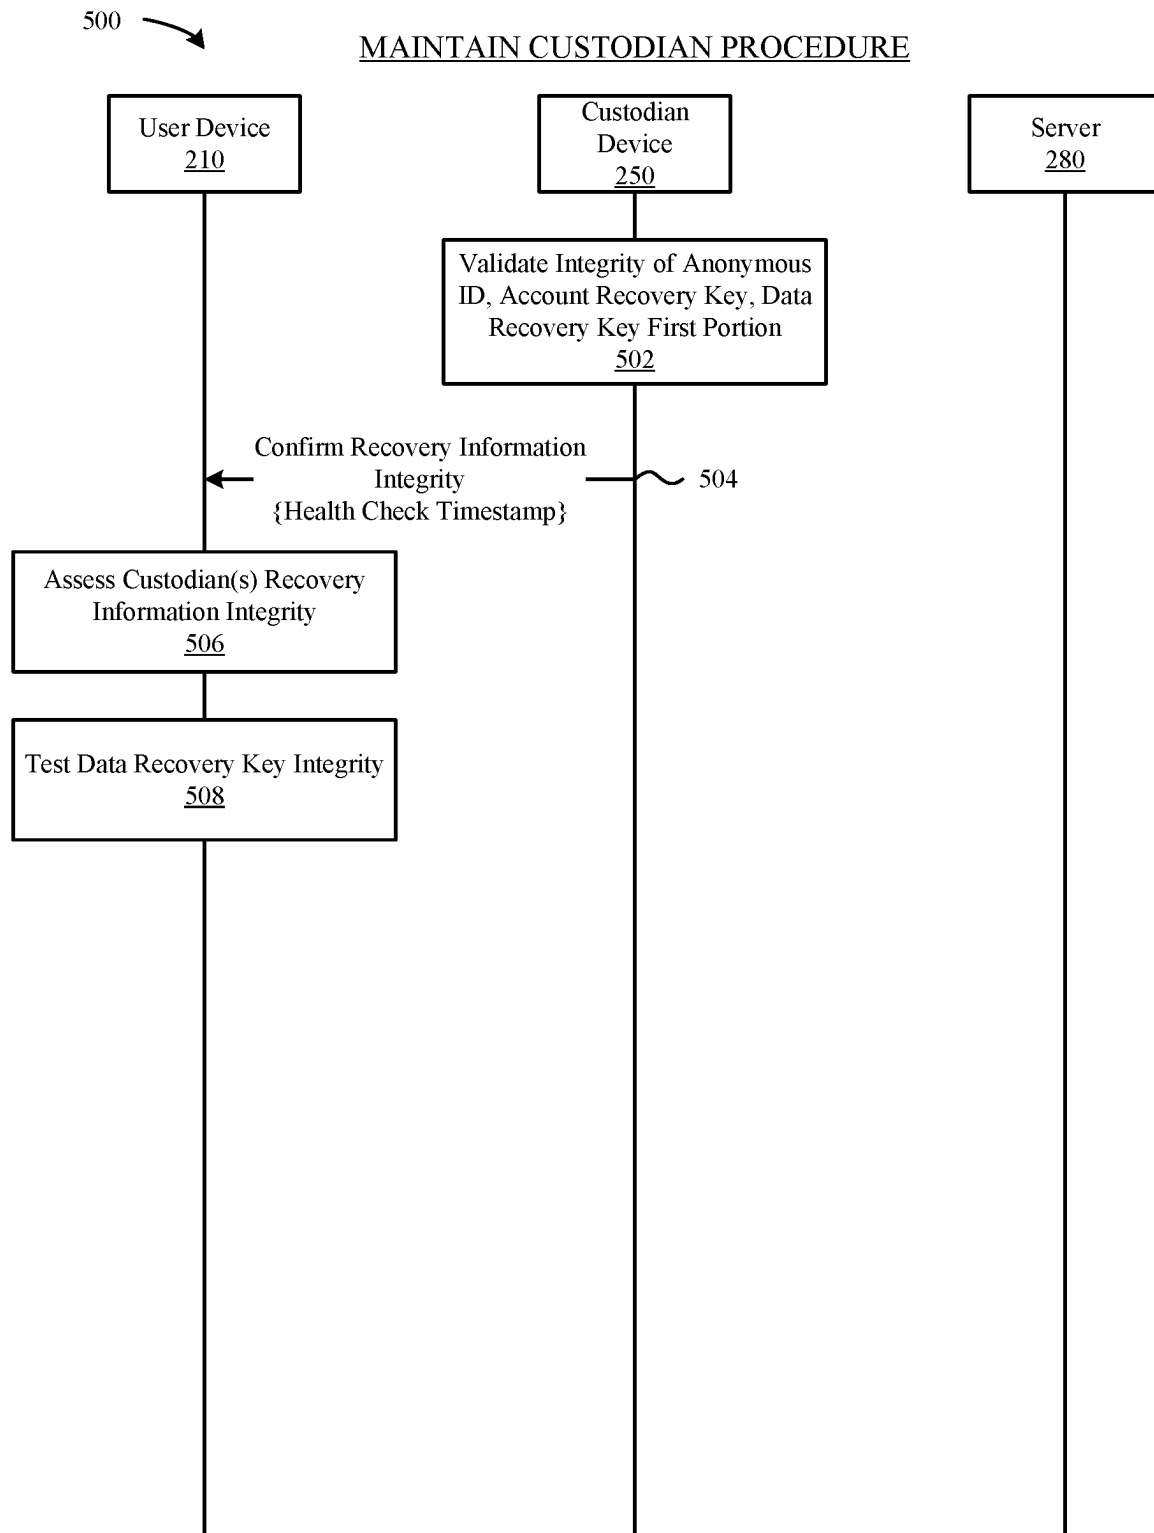 500
MAINTAIN CUSTODIAN PROCEDURE
User Device
210
Custodian
Device
250
Server
280
Validate Integrity of Anonymous
ID, Account Recovery Key, Data
Recovery Key First Portion
502
Confirm Recovery Information
Integrity
{Health Check Timestamp}
504
Assess Custodian(s) Recovery
Information Integrity
506
Test Data Recovery Key Integrity
508